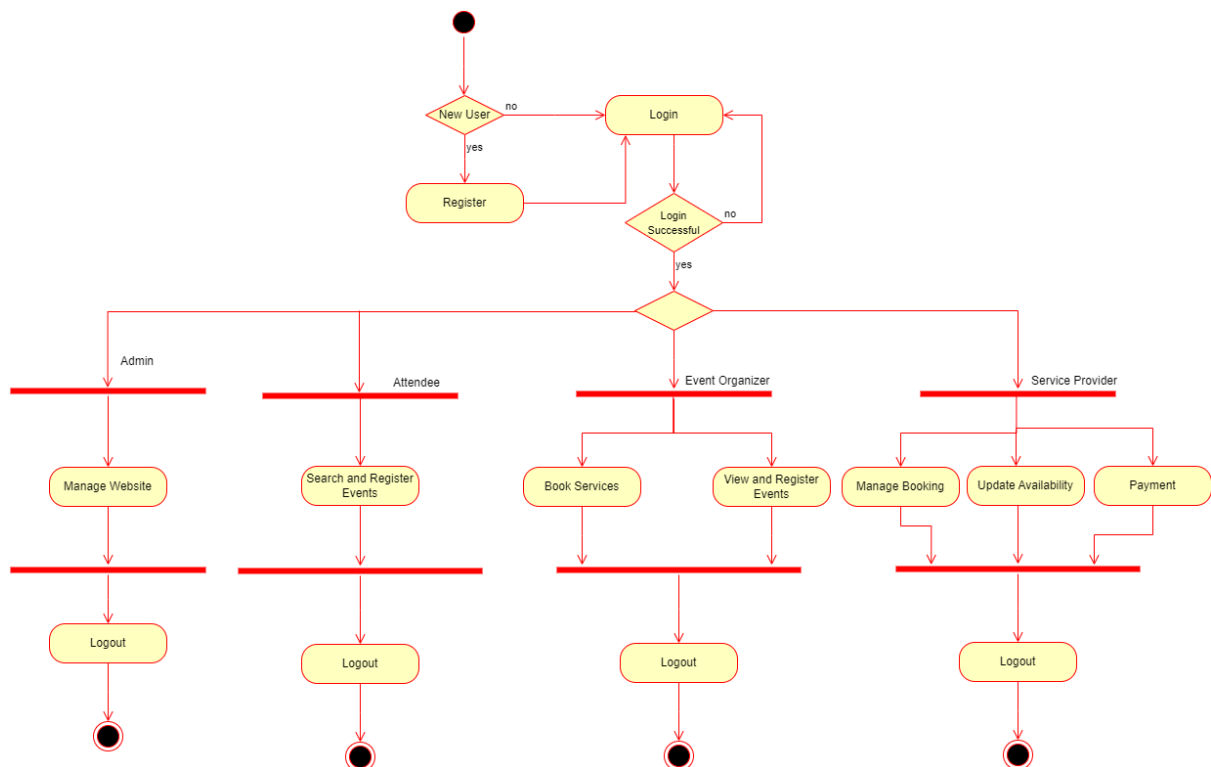 New User
no
Login
yes
Register
Login
Successful
no
yes
Admin
Attendee
Event Organizer
Service Provider
Manage Website
Search and Register
Events
Book Services
View and Register
Events
Manage Booking
Update Availability
Payment
Logout
Logout
Logout
Logout